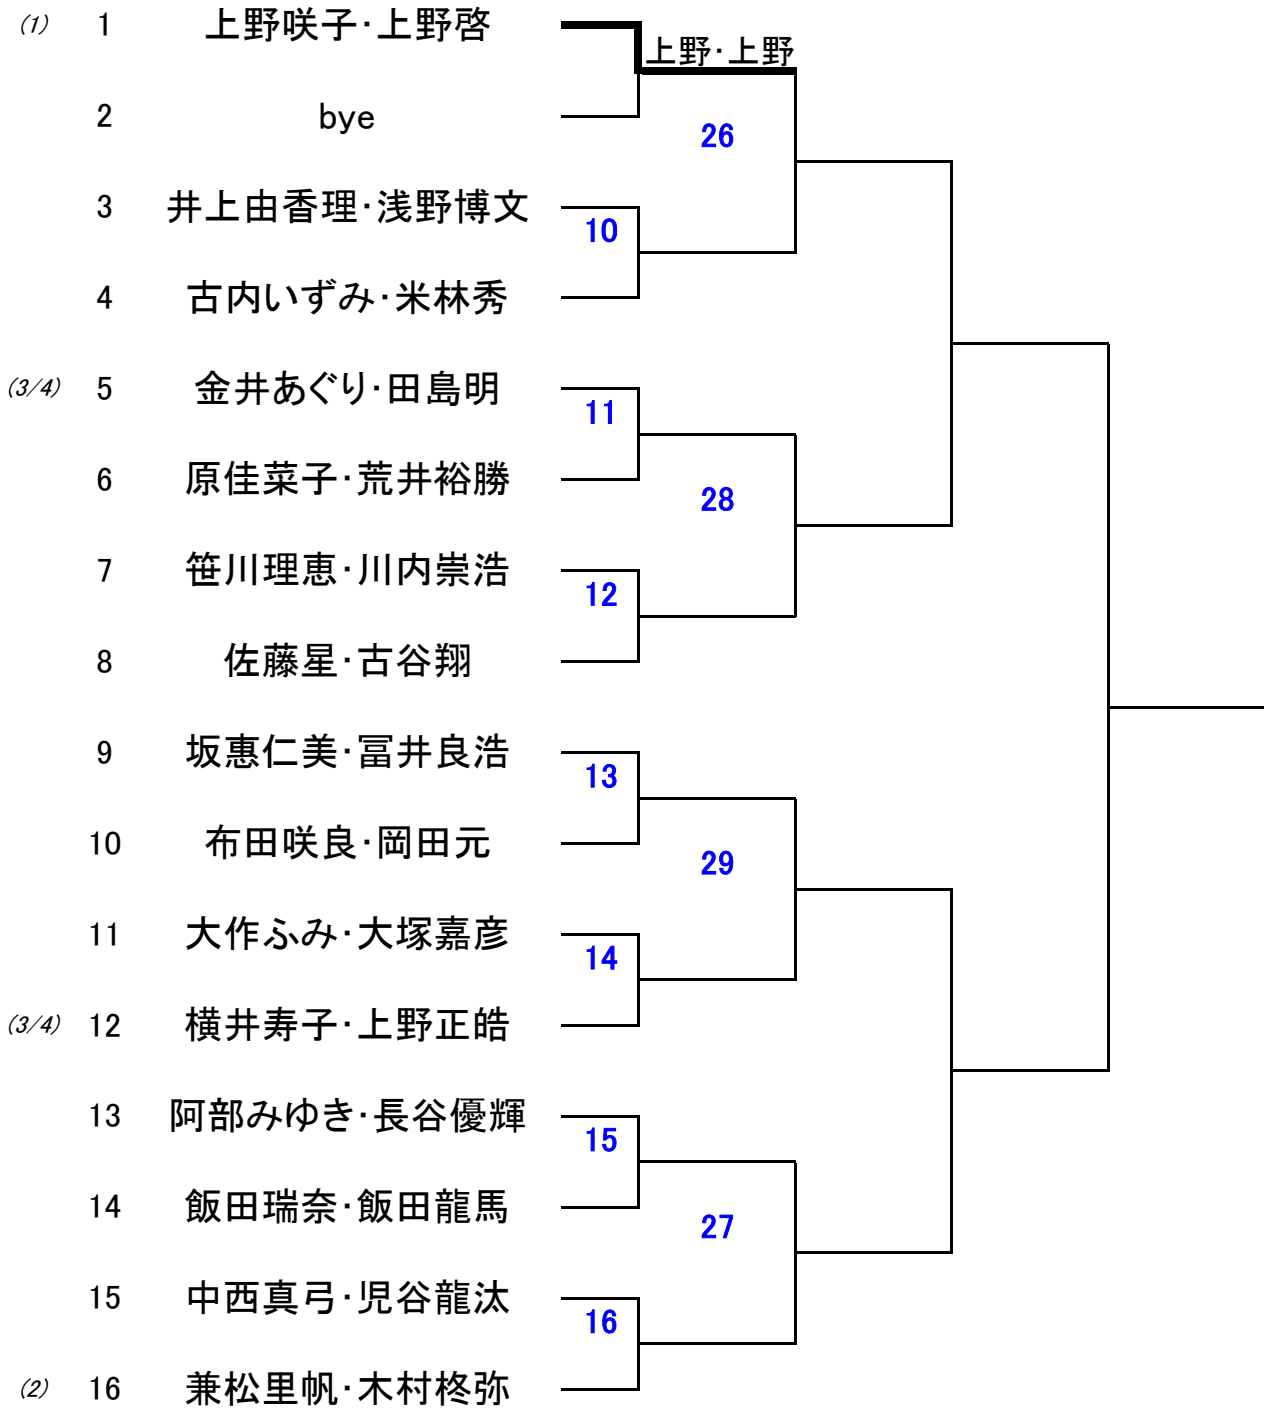 (1) 1 上野咲子・上野啓
上野・上野
2 bye
26
3 井上由香理・浅野博文
10
4 古内いずみ・米林秀
(3/4) 5 金井あぐり・田島明
11
6 原佳菜子・荒井裕勝
28
7 笹川理恵・川内崇浩
12
8 佐藤星・古谷翔
9 坂惠仁美・冨井良浩
13
10 布田咲良・岡田元
29
11 大作ふみ・大塚嘉彦
14
(3/4) 12 横井寿子・上野正皓
13 阿部みゆき・長谷優輝
15
14 飯田瑞奈・飯田龍馬
27
15 中西真弓・児谷龍汰
16
(2) 16 兼松里帆・木村柊弥